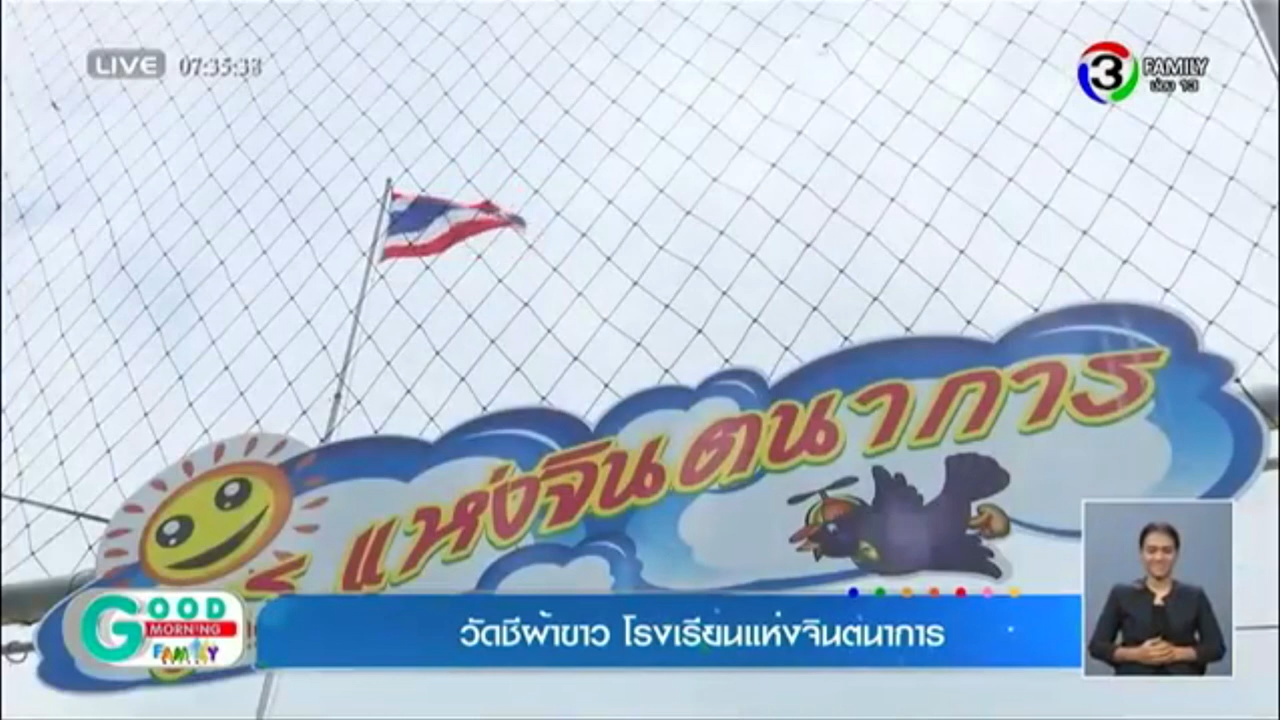 LIVE 07:35:38
3 FAMILY
ช่อง 13
แห่งจินตนาการ
GOOD
MORNING
FAMILY
วัดชีผ้าขาว โรงเรียนแห่งจินตนาการ